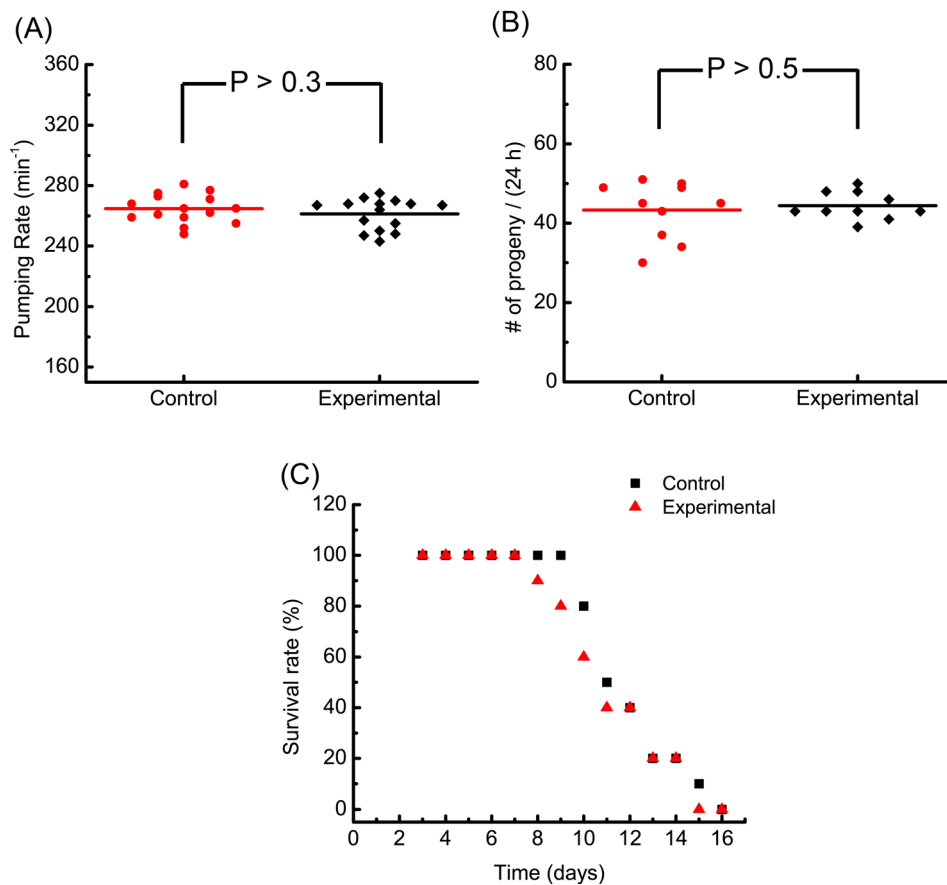 (A)
P > 0.3
360
320
280
240
200
160
Pumping Rate (min⁻¹)
Control
Experimental
(B)
P > 0.5
80
60
40
20
0
# of progeny / (24 h)
Control
Experimental
(C)
Control
Experimental
120
100
80
60
40
20
0
Survival rate (%)
0 2 4 6 8 10 12 14 16
Time (days)